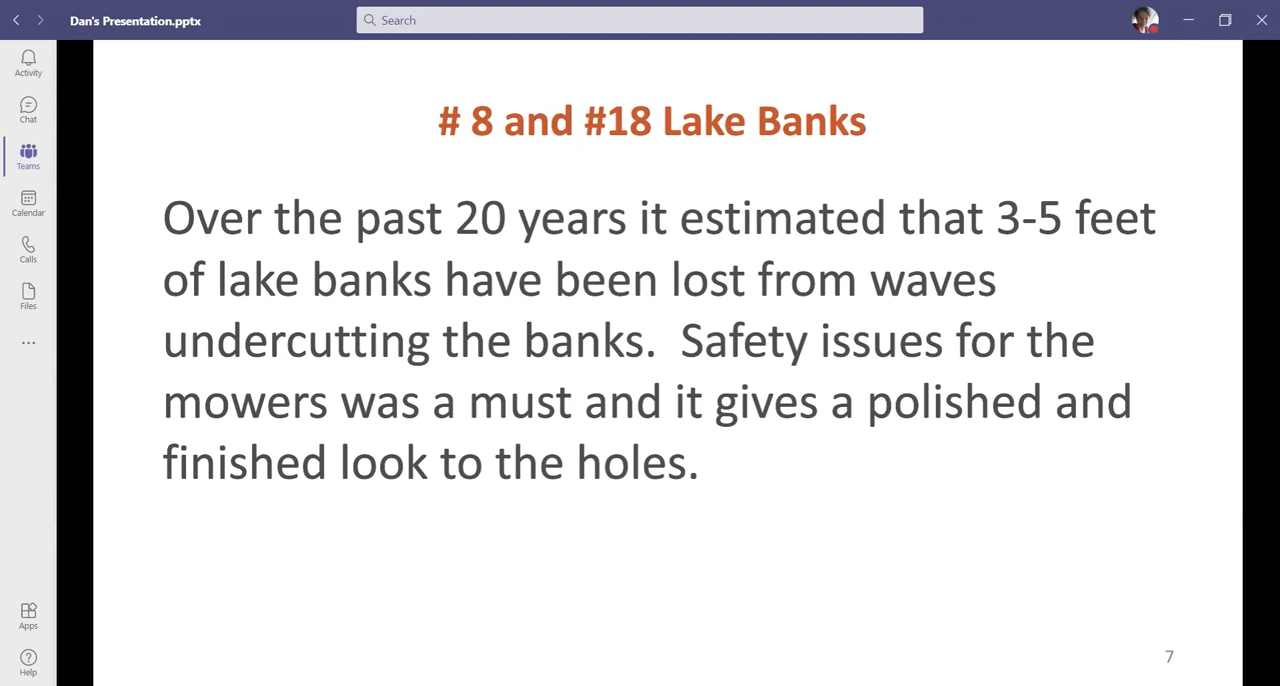 Dan's Presentation.pptx
Search
Activity
Chat
Teams
Calendar
Calls
Files
Apps
Help
# 8 and #18 Lake Banks
Over the past 20 years it estimated that 3-5 feet
of lake banks have been lost from waves
undercutting the banks.  Safety issues for the
mowers was a must and it gives a polished and
finished look to the holes.
7